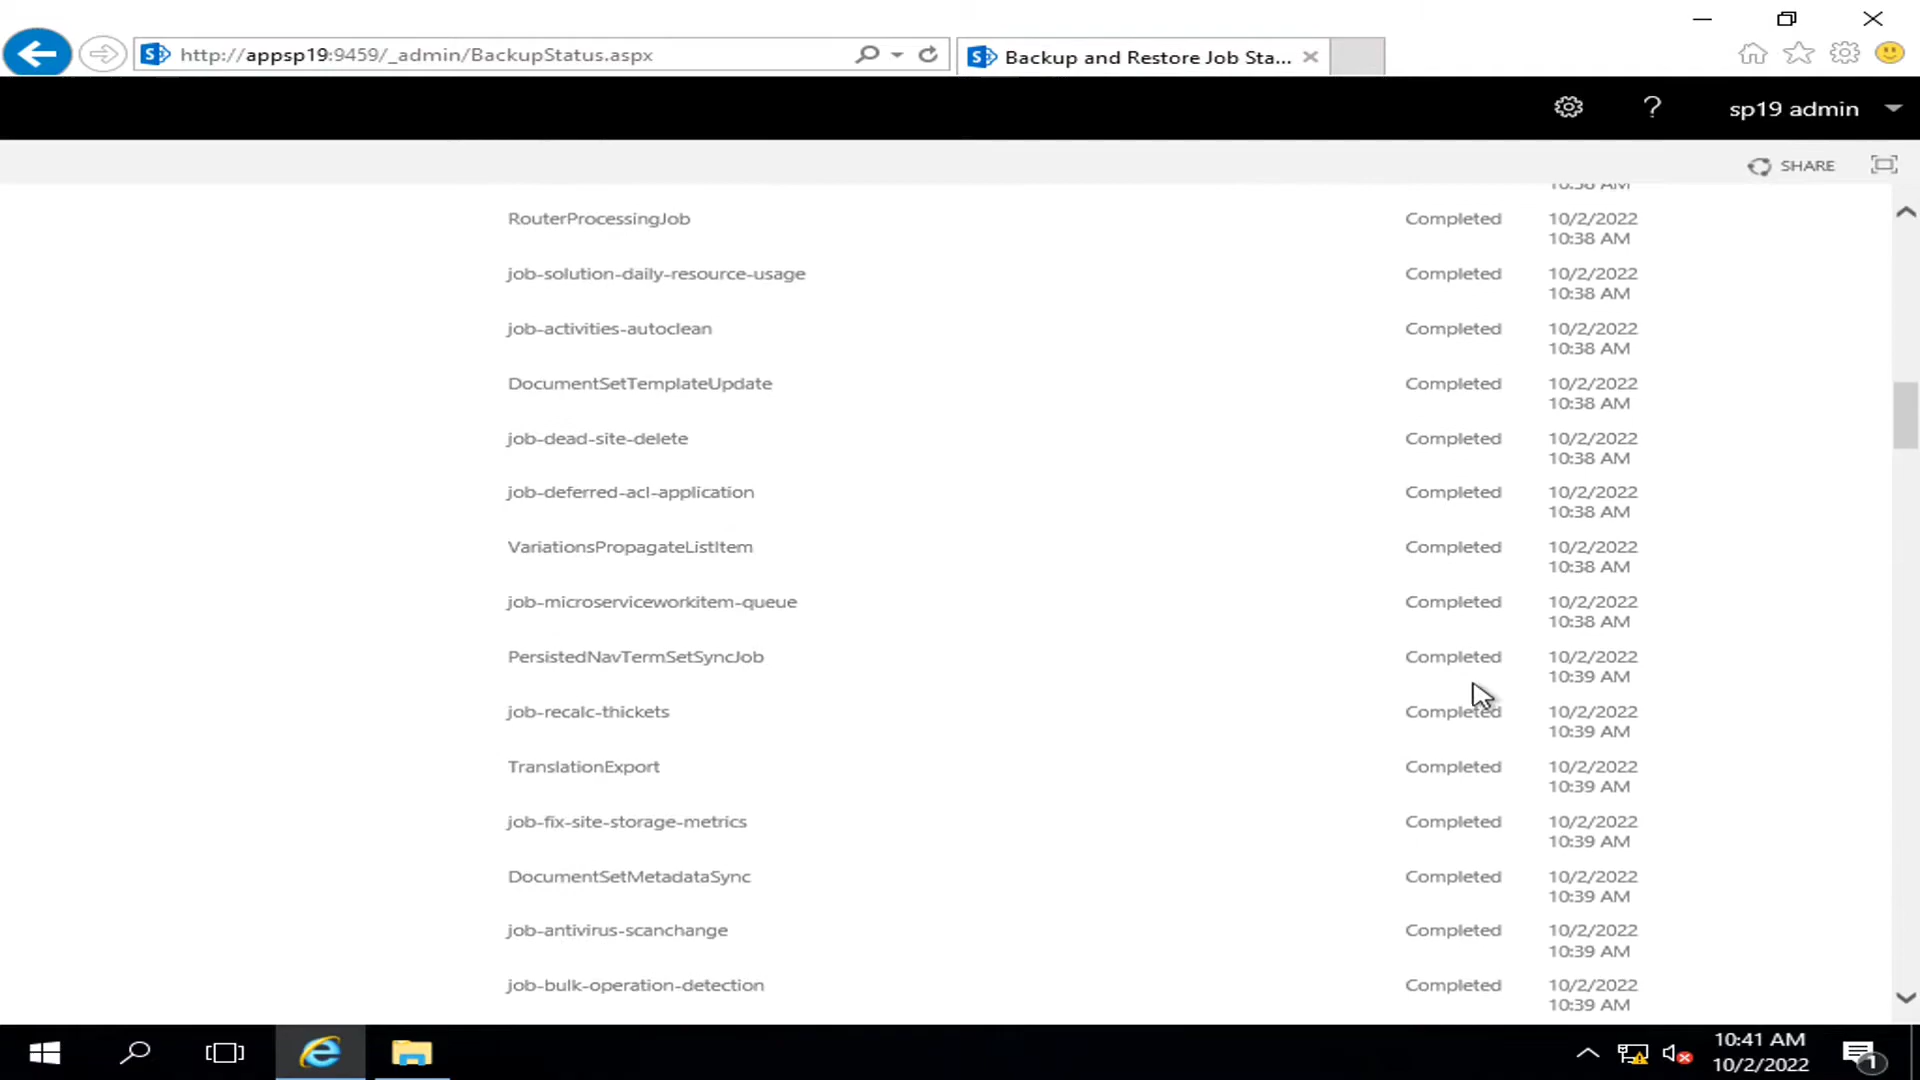 http://appsp19:9459/_admin/BackupStatus.aspx
Backup and Restore Job Sta...
?
sp19 admin
SHARE
10:38 AM
RouterProcessingJob Completed 10/2/2022
10:38 AM
job-solution-daily-resource-usage Completed 10/2/2022
10:38 AM
job-activities-autoclean Completed 10/2/2022
10:38 AM
DocumentSetTemplateUpdate Completed 10/2/2022
10:38 AM
job-dead-site-delete Completed 10/2/2022
10:38 AM
job-deferred-acl-application Completed 10/2/2022
10:38 AM
VariationsPropagateListItem Completed 10/2/2022
10:38 AM
job-microserviceworkitem-queue Completed 10/2/2022
10:38 AM
PersistedNavTermSetSyncJob Completed 10/2/2022
10:39 AM
job-recalc-thickets Completed 10/2/2022
10:39 AM
TranslationExport Completed 10/2/2022
10:39 AM
job-fix-site-storage-metrics Completed 10/2/2022
10:39 AM
DocumentSetMetadataSync Completed 10/2/2022
10:39 AM
job-antivirus-scanchange Completed 10/2/2022
10:39 AM
job-bulk-operation-detection Completed 10/2/2022
10:39 AM
10:41 AM
10/2/2022
1